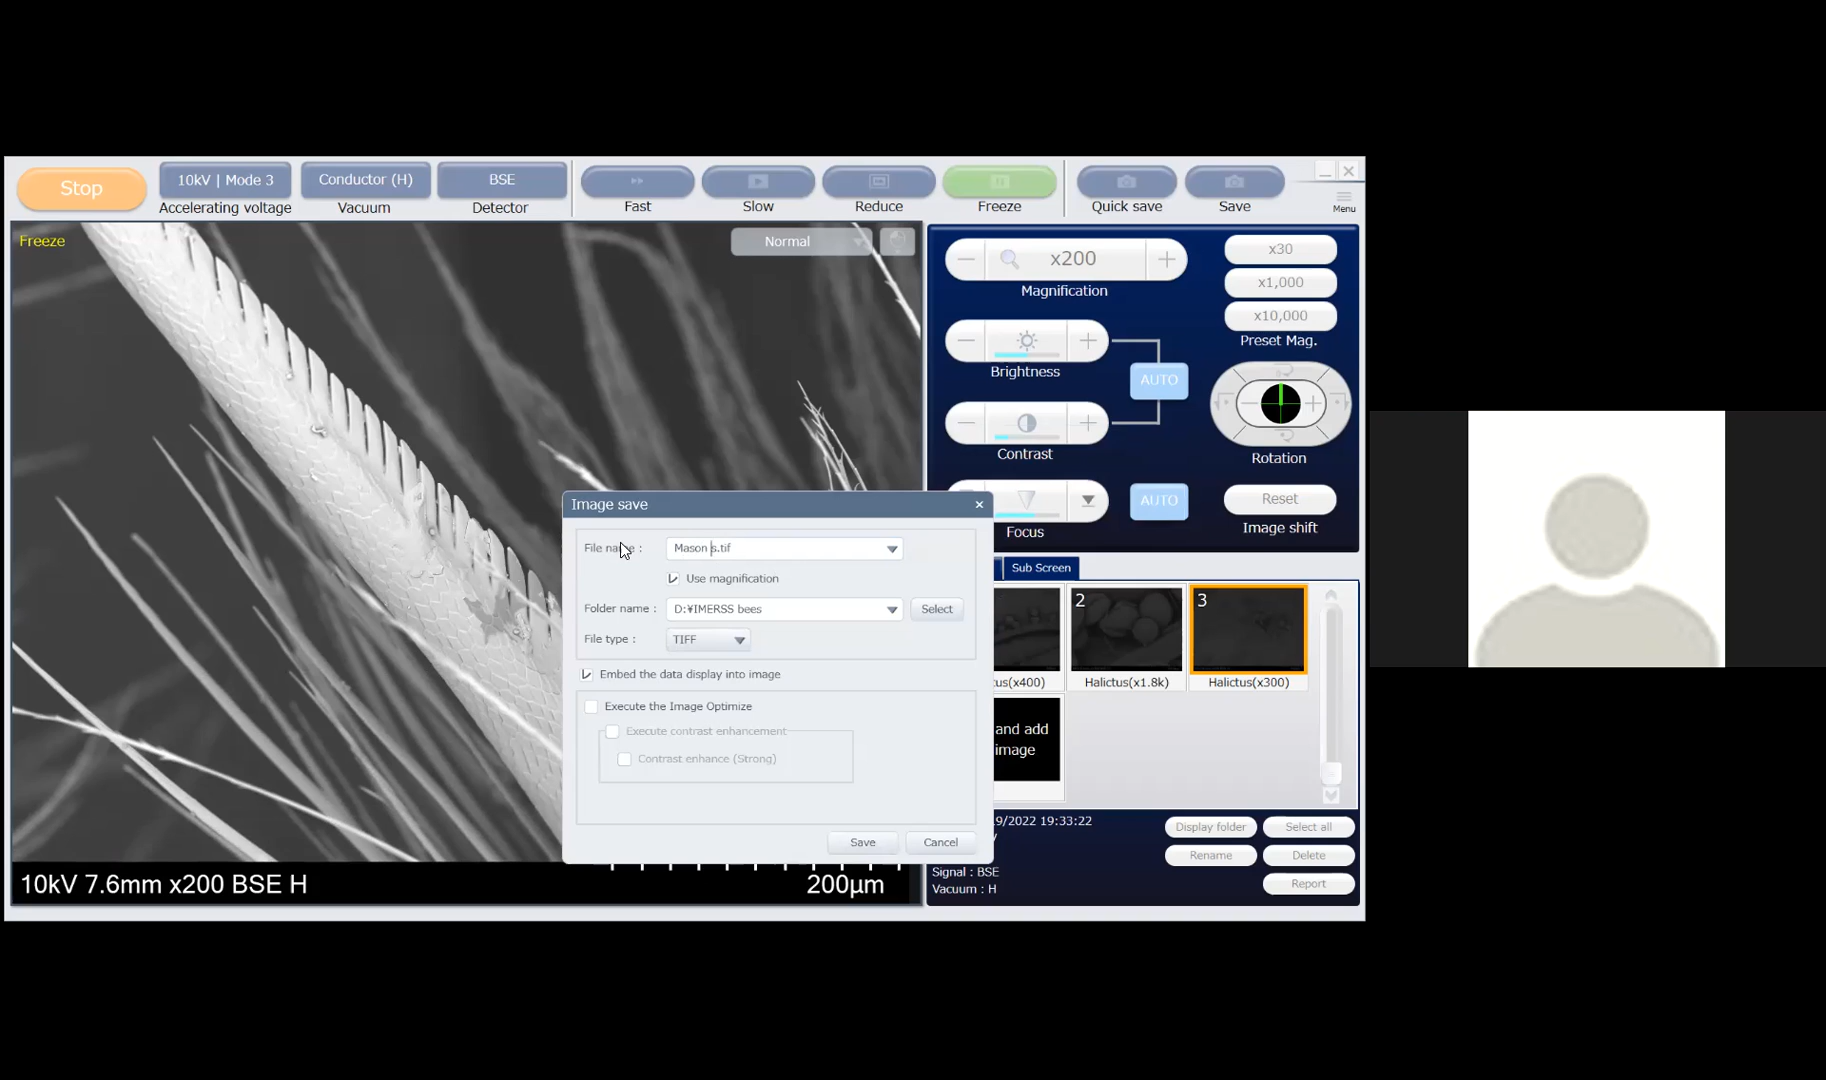 Stop
10kV | Mode 3
Accelerating voltage
Conductor (H)
Vacuum
BSE
Detector
Fast
Slow
Reduce
Freeze
Quick save
Save
Menu
Freeze
Normal
x200
Magnification
x30
x1,000
x10,000
Preset Mag.
Brightness
AUTO
Contrast
Rotation
AUTO
Focus
Reset
Image shift
Image save
File name :
Mason s.tif
Use magnification
Folder name :
D:¥IMERSS bees
Select
File type :
TIFF
Embed the data display into image
Execute the Image Optimize
Execute contrast enhancement
Contrast enhance (Strong)
Save
Cancel
Sub Screen
2
3
us(x400)
Halictus(x1.8k)
Halictus(x300)
and add
image
9/2022 19:33:22
Signal : BSE
Vacuum : H
Display folder
Select all
Rename
Delete
Report
10kV 7.6mm x200 BSE H
200µm